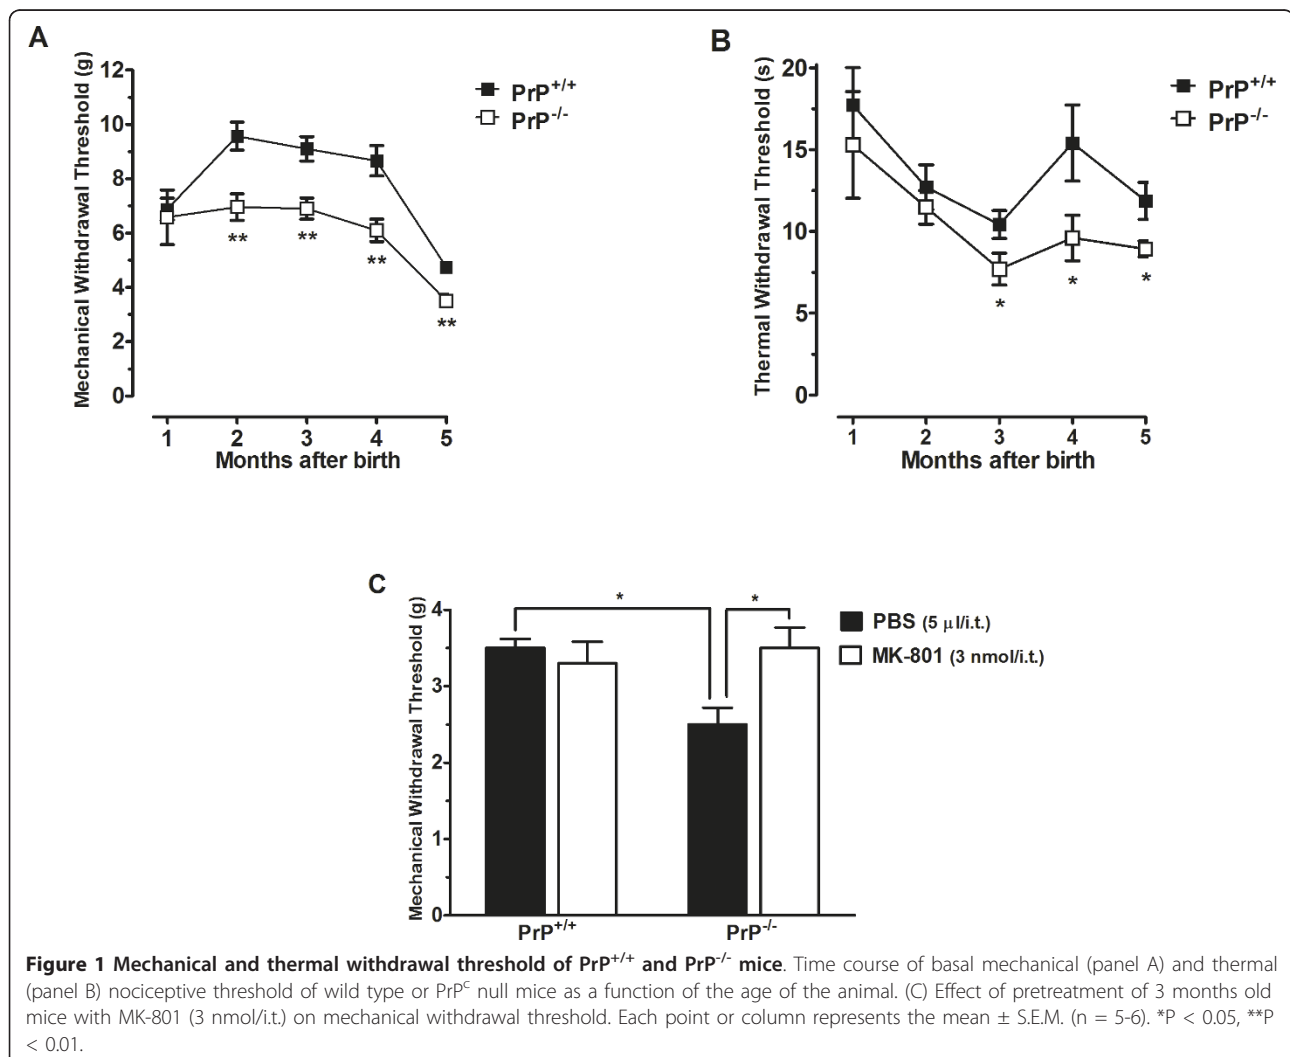 A
Mechanical Withdrawal Threshold (g)
12
10
8
6
4
2
0
1 2 3 4 5
Months after birth
PrP+/+
PrP-/-
**
**
**
**
B
Thermal Withdrawal Threshold (s)
20
15
10
5
0
1 2 3 4 5
Months after birth
PrP+/+
PrP-/-
*
*
*
C
Mechanical Withdrawal Threshold (g)
4
3
2
1
0
*
*
PrP+/+ PrP-/-
PBS (5 μl/i.t.)
MK-801 (3 nmol/i.t.)
Figure 1 Mechanical and thermal withdrawal threshold of PrP+/+ and PrP-/- mice. Time course of basal mechanical (panel A) and thermal
(panel B) nociceptive threshold of wild type or PrPC null mice as a function of the age of the animal. (C) Effect of pretreatment of 3 months old
mice with MK-801 (3 nmol/i.t.) on mechanical withdrawal threshold. Each point or column represents the mean ± S.E.M. (n = 5-6). *P < 0.05, **P
< 0.01.